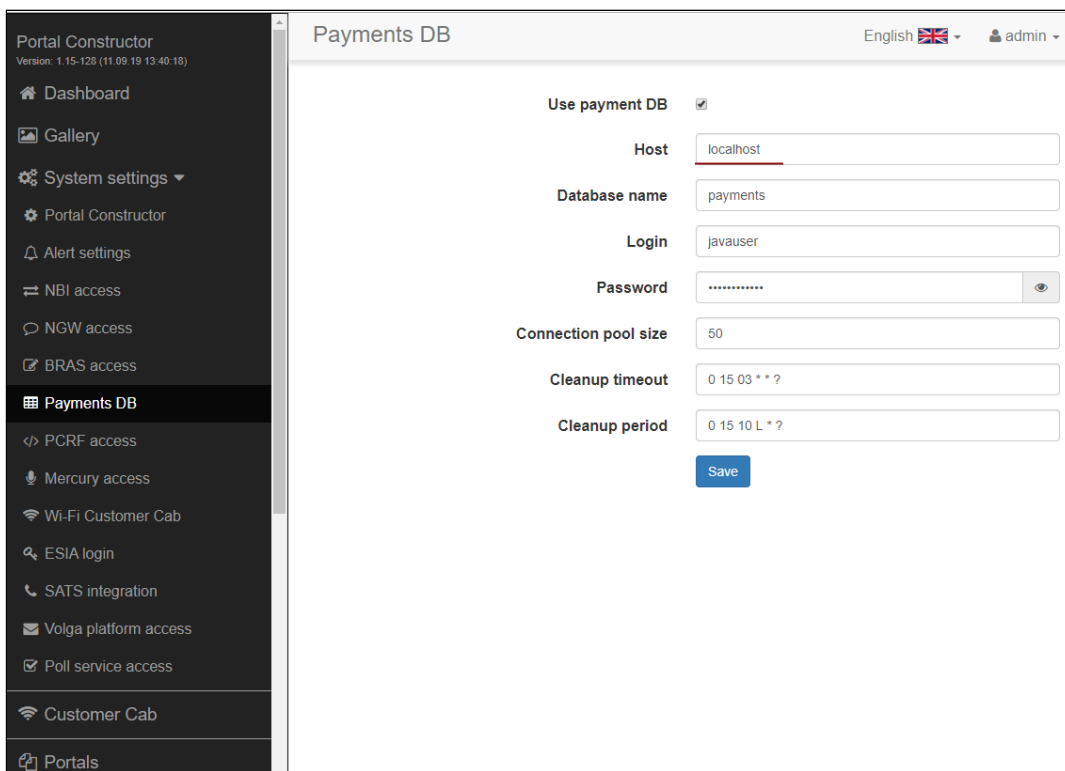 Portal Constructor
Version: 1.15-128 (11.09.19 13:40:18)
Dashboard
Gallery
System settings
Portal Constructor
Alert settings
NBI access
NGW access
BRAS access
Payments DB
PCRF access
Mercury access
Wi-Fi Customer Cab
ESIA login
SATS integration
Volga platform access
Poll service access
Customer Cab
Portals
Payments DB
English
admin
Use payment DB
Host localhost
Database name payments
Login javauser
Password ••••••••••••
Connection pool size 50
Cleanup timeout 0 15 03 * * ?
Cleanup period 0 15 10 L * ?
Save